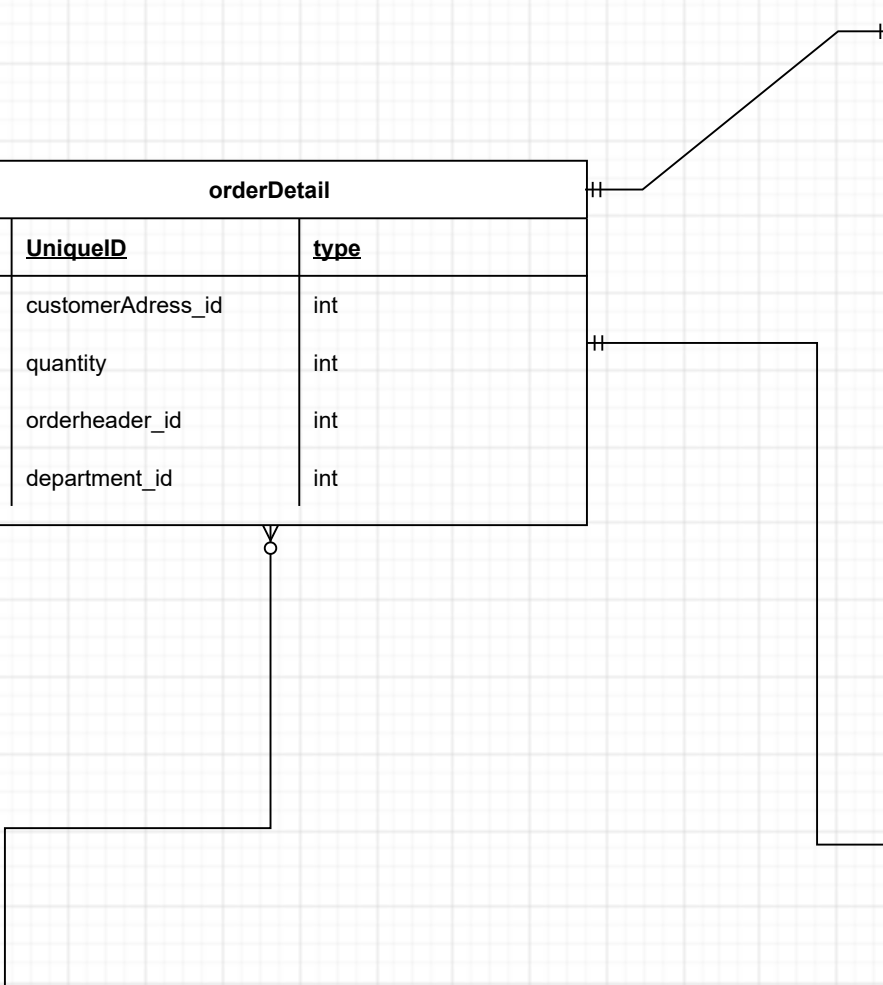 orderDetail
UniqueID type
customerAdress_id int
quantity int
orderheader_id int
department_id int